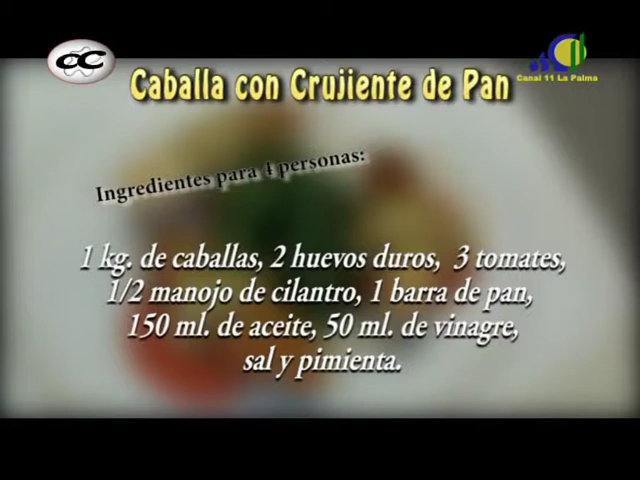 CC
Canal 11 La Palma
Caballa con Crujiente de Pan
Ingredientes para 4 personas:
1 kg. de caballas, 2 huevos duros, 3 tomates,
1/2 manojo de cilantro, 1 barra de pan,
150 ml. de aceite, 50 ml. de vinagre,
sal y pimienta.